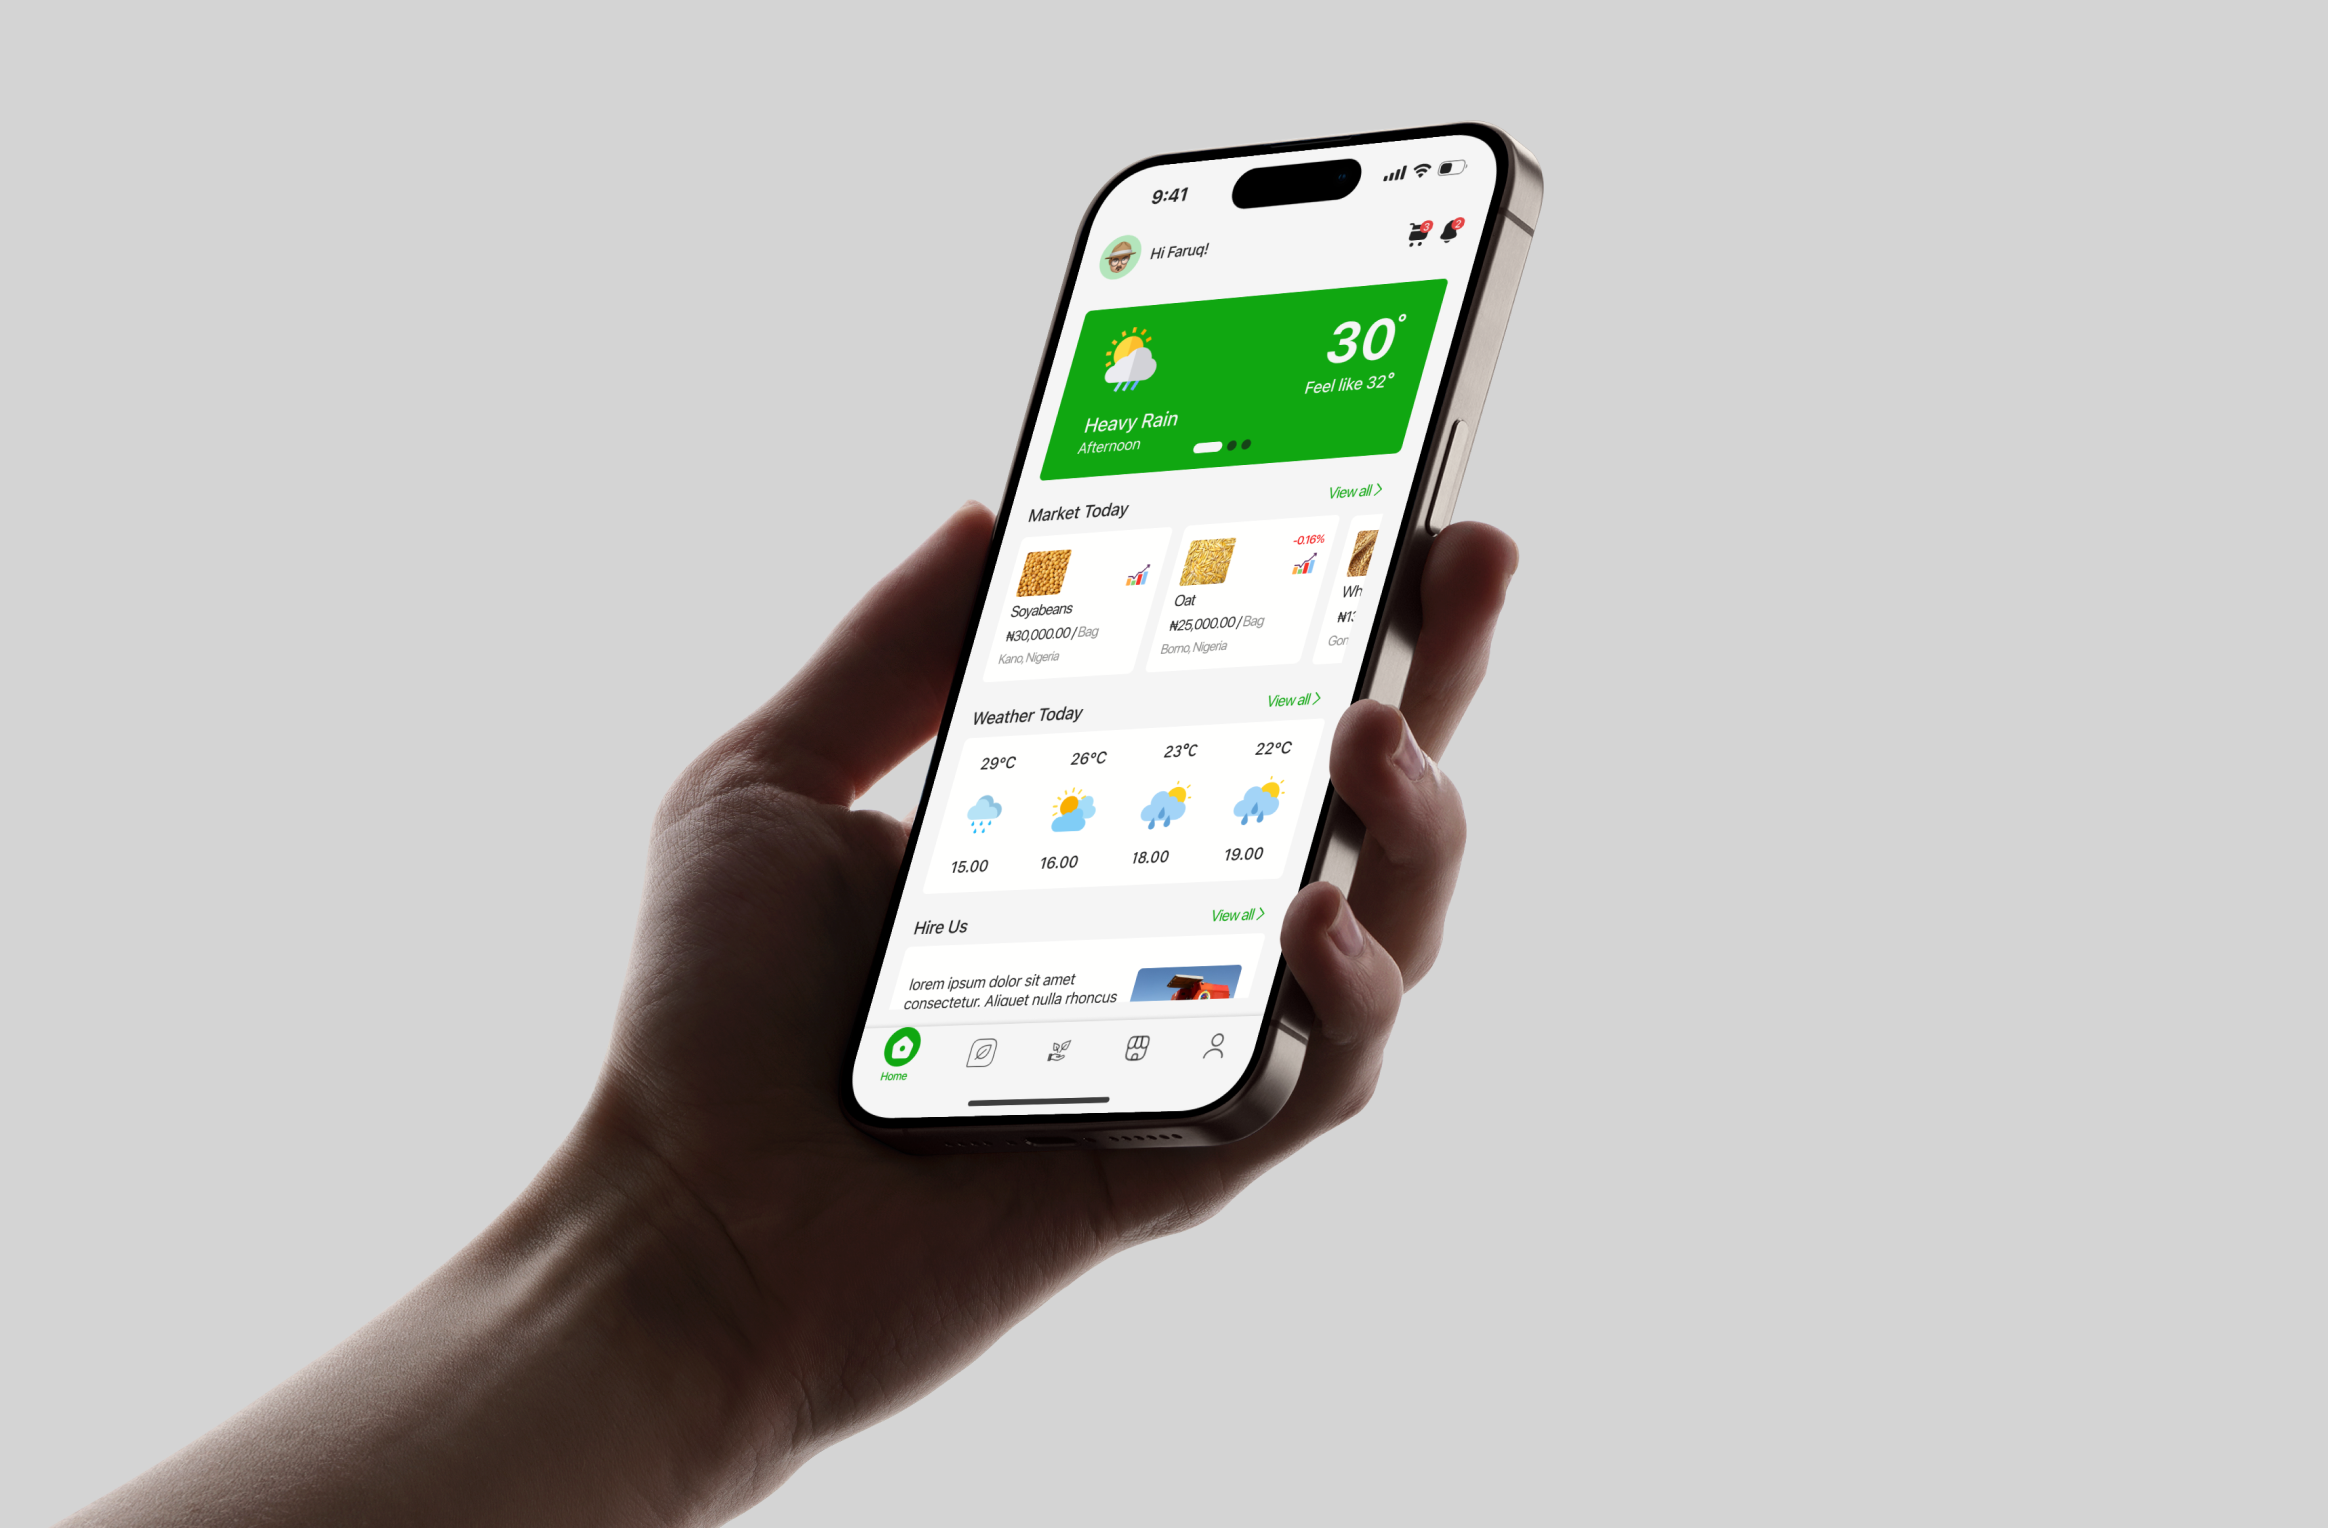 9:41
3
2
Hi Faruq!
30°
Feel like 32°
Heavy Rain
Afternoon
Market Today
View all
Soyabeans
₦30,000.00 / Bag
Kano, Nigeria
-0.16%
Oat
₦25,000.00 / Bag
Borno, Nigeria
Wh
₦13
Gom
Weather Today
View all
29°C 26°C 23°C 22°C
15.00 16.00 18.00 19.00
Hire Us
View all
lorem ipsum dolor sit amet
consectetur. Aliquet nulla rhoncus
Home